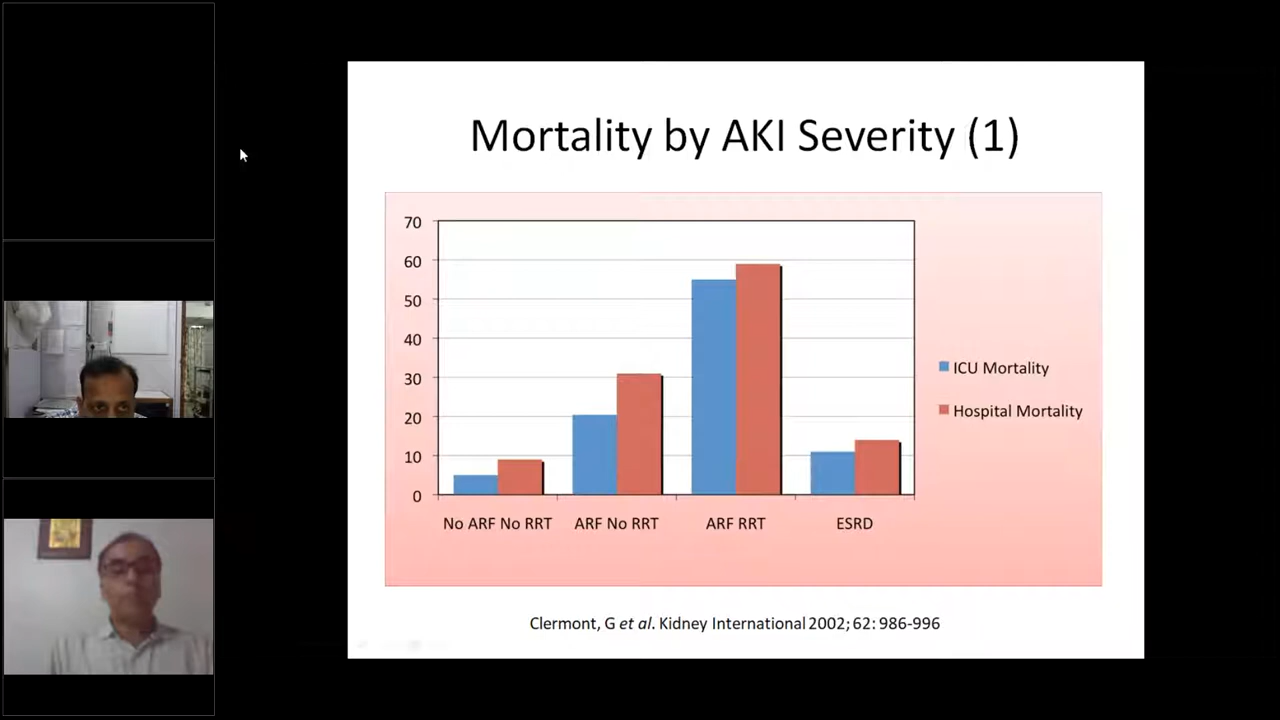 Mortality by AKI Severity (1)
70
60
50
40
30
20
10
0
No ARF No RRT ARF No RRT ARF RRT ESRD
ICU Mortality
Hospital Mortality
Clermont, G et al. Kidney International 2002; 62: 986-996